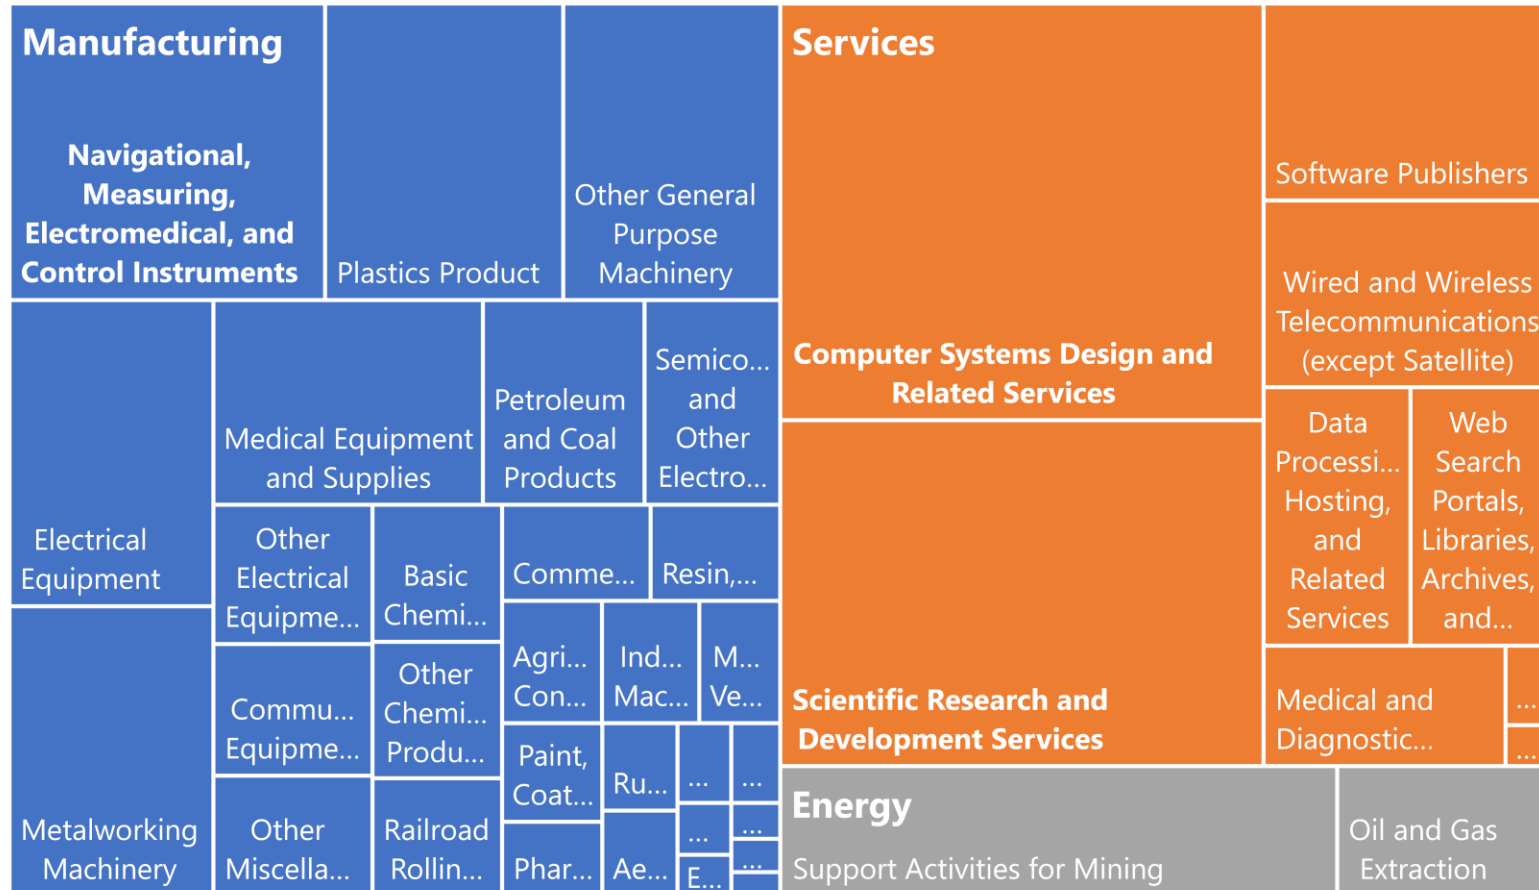 Manufacturing
Navigational,
Measuring,
Electromedical, and
Control Instruments
Plastics Product
Other General
Purpose
Machinery
Electrical
Equipment
Medical Equipment
and Supplies
Petroleum
and Coal
Products
Semico...
and
Other
Electro...
Metalworking
Machinery
Other
Electrical
Equipme...
Basic
Chemi...
Comme...
Resin,...
Commu...
Equipme...
Other
Chemi...
Produ...
Agri...
Con...
Ind...
Mac...
M...
Ve...
Other
Miscella...
Railroad
Rollin...
Paint,
Coat...
Ru...
...
...
Phar...
Ae...
...
E...
...
...
Services
Computer Systems Design and
Related Services
Software Publishers
Wired and Wireless
Telecommunications
(except Satellite)
Scientific Research and
Development Services
Data
Processi...
Hosting,
and
Related
Services
Web
Search
Portals,
Libraries,
Archives,
and...
Medical and
Diagnostic...
...
...
Energy
Support Activities for Mining
Oil and Gas
Extraction